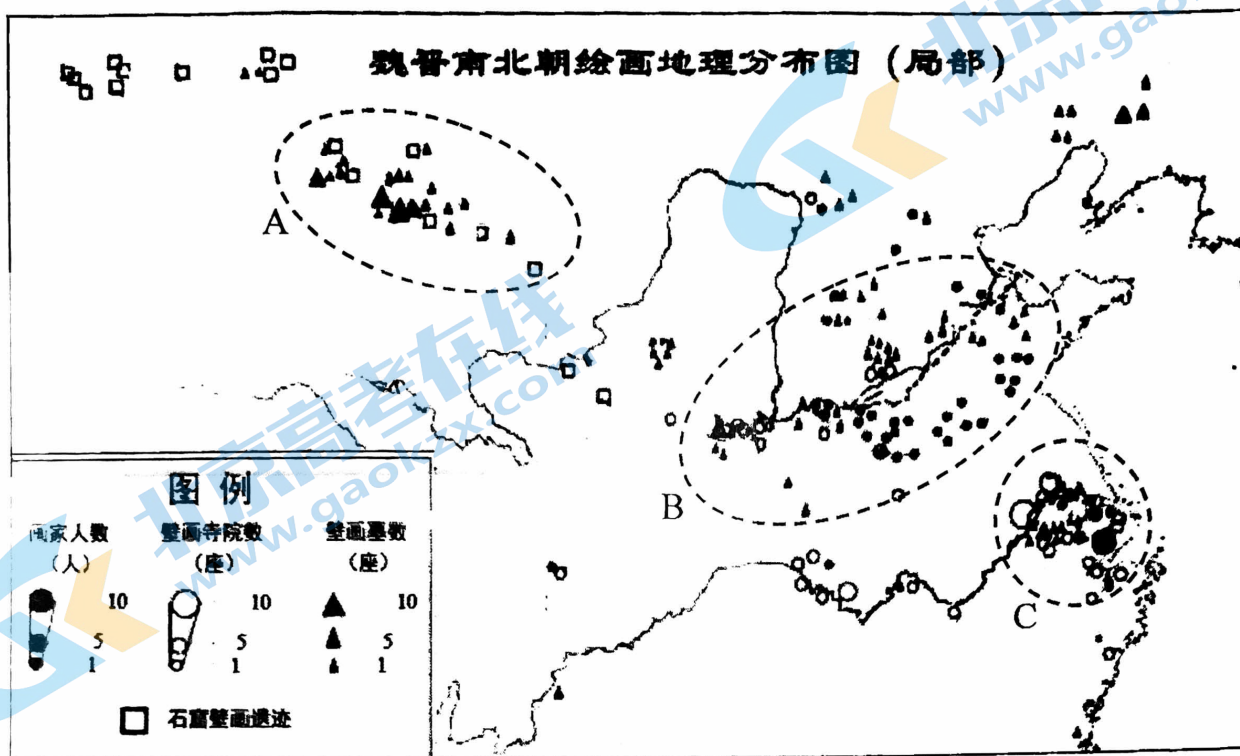 魏晋南北朝绘画地理分布图（局部）
www.gao
A
B
C
北京高考在线
www.gaokzx.com
图例
画家人数
（人）
壁画寺院数
（座）
壁画墓数
（座）
10
10
10
5
5
5
1
1
1
石窟壁画遗迹